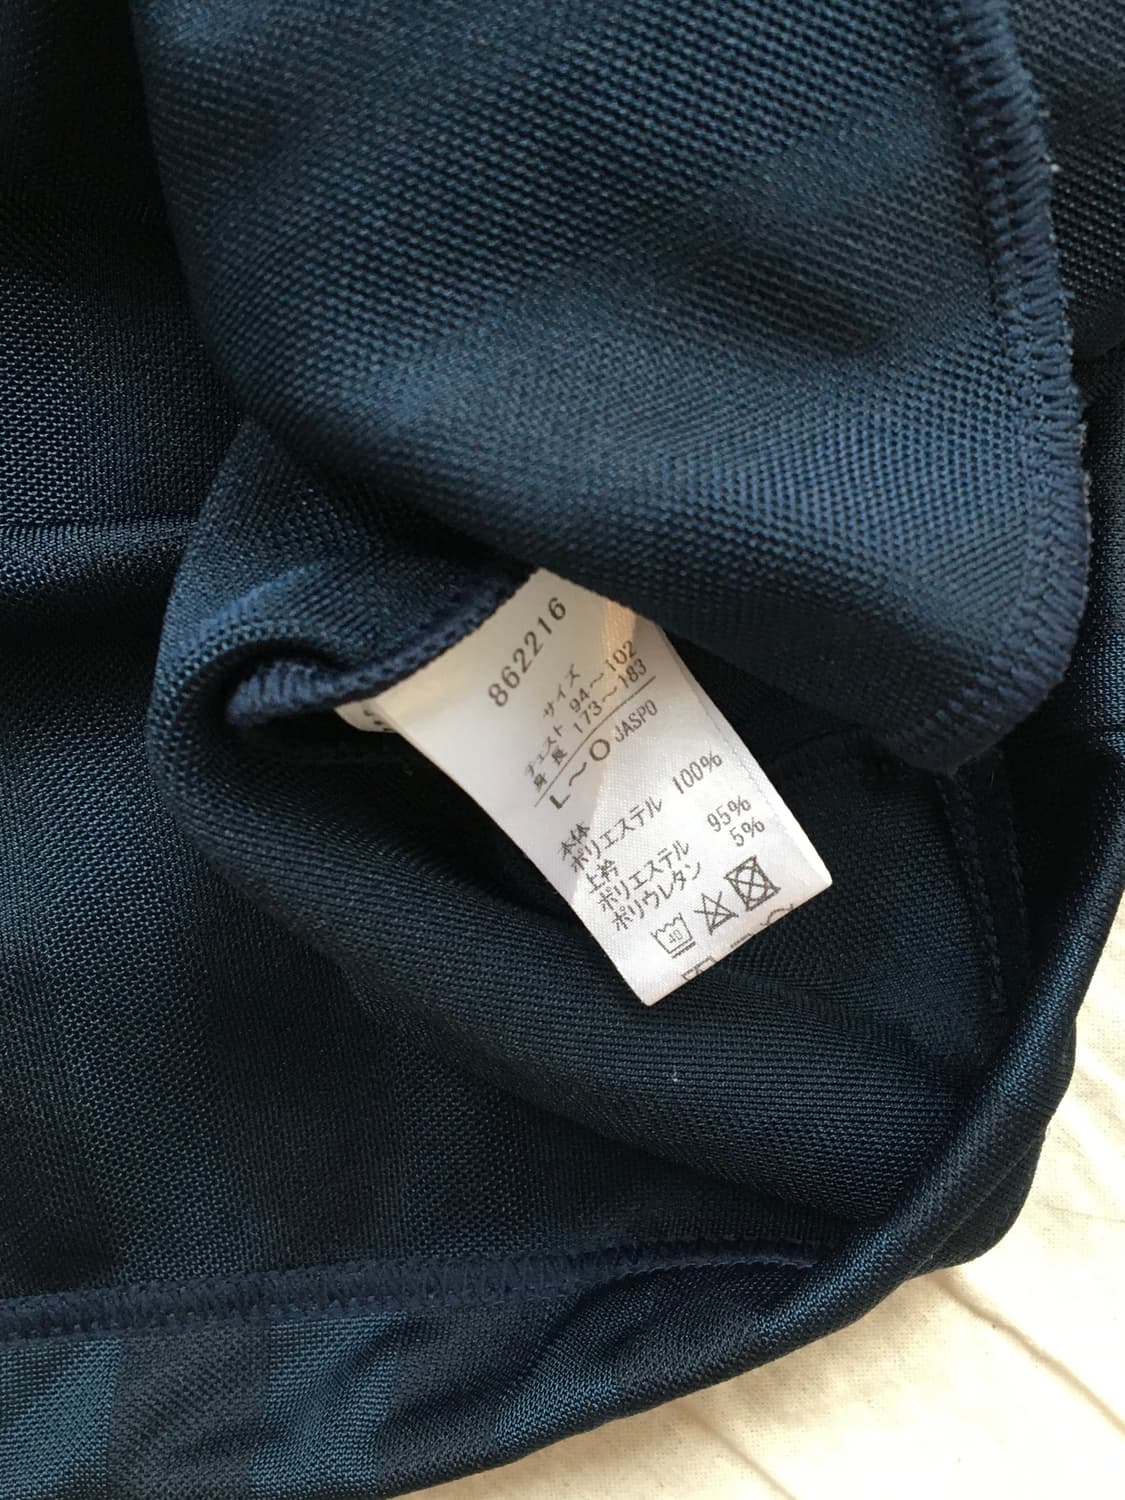 862216
サイズ
チェスト 94～102
身長 173～183
L～O JASPO
本体
ポリエステル 100%
上衿
ポリエステル 95%
ポリウレタン 5%
40